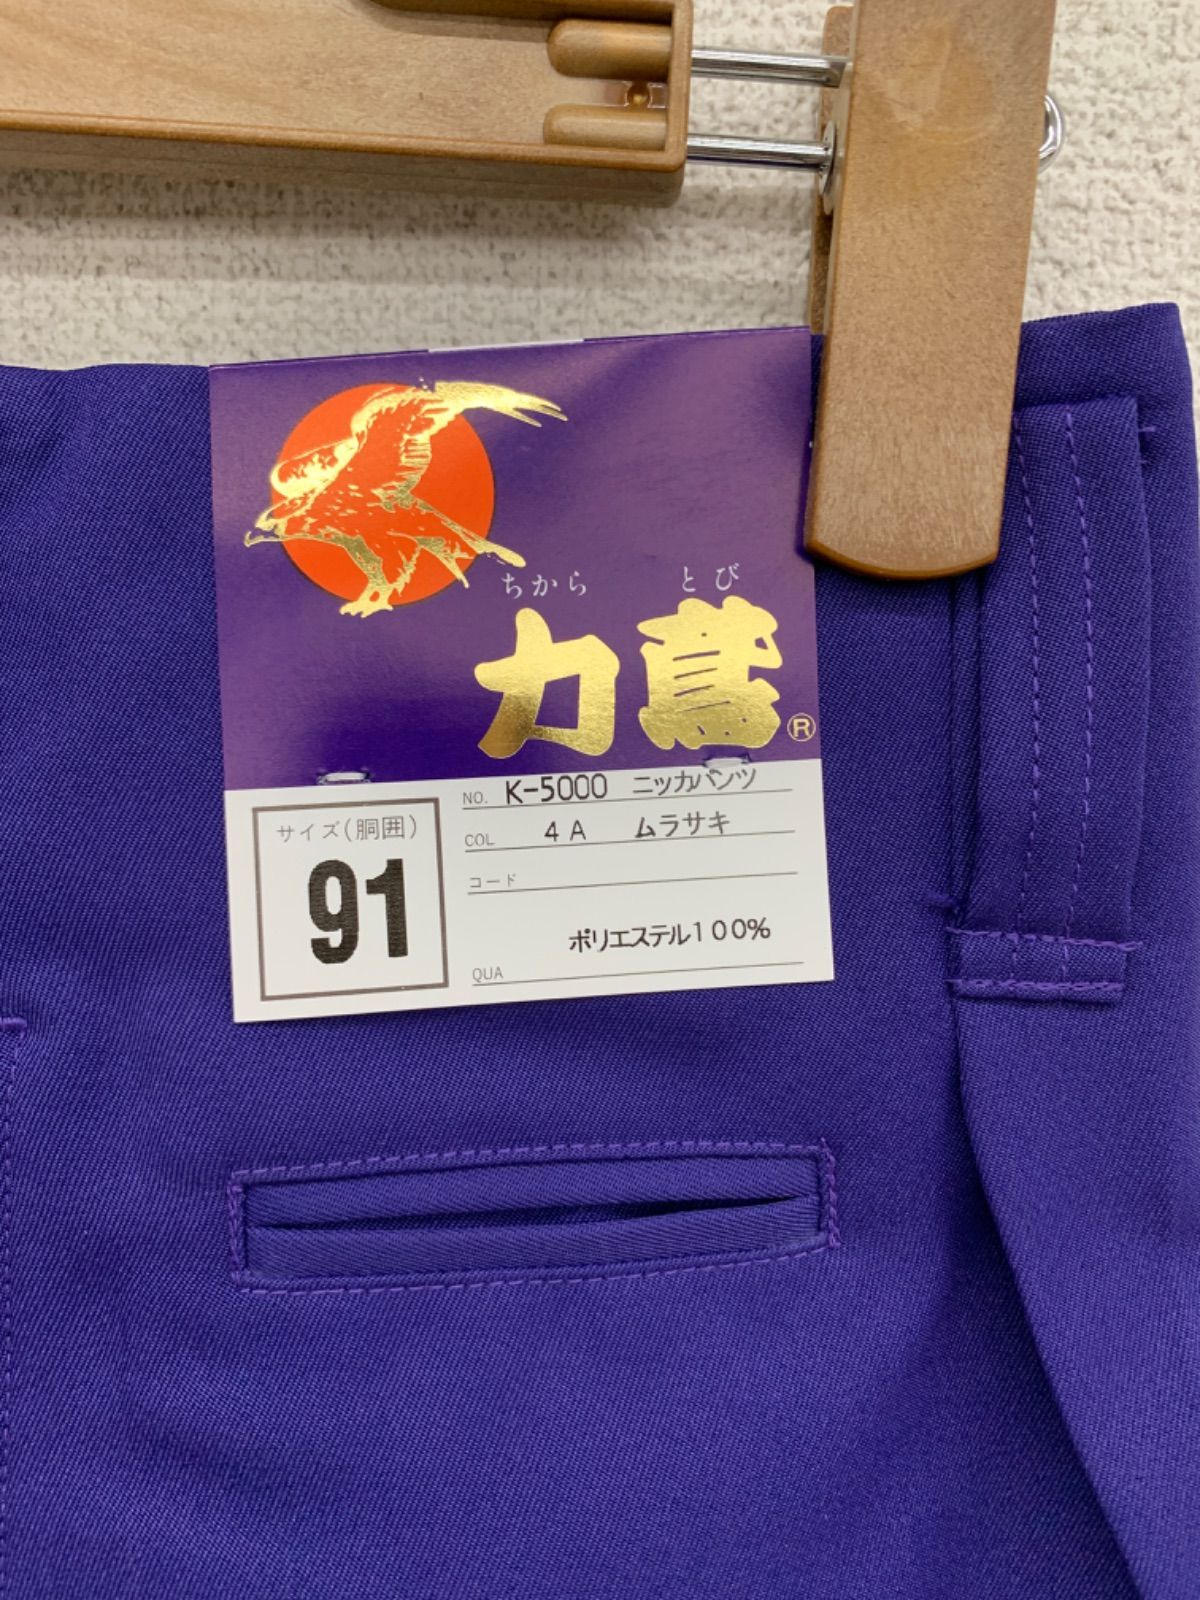 ちから とび
力鳶®
サイズ(胴囲)
91
NO. K-5000 ニッカパンツ
COL 4A ムラサキ
コード
ポリエステル100%
QUA